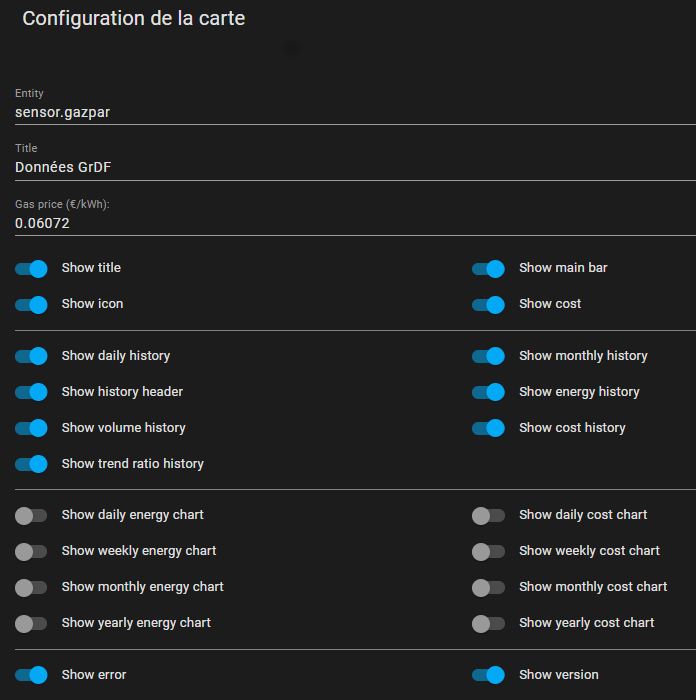 Configuration de la carte
Entity
sensor.gazpar
Title
Données GrDF
Gas price (€/kWh):
0.06072
Show title
Show main bar
Show icon
Show cost
Show daily history
Show monthly history
Show history header
Show energy history
Show volume history
Show cost history
Show trend ratio history
Show daily energy chart
Show daily cost chart
Show weekly energy chart
Show weekly cost chart
Show monthly energy chart
Show monthly cost chart
Show yearly energy chart
Show yearly cost chart
Show error
Show version